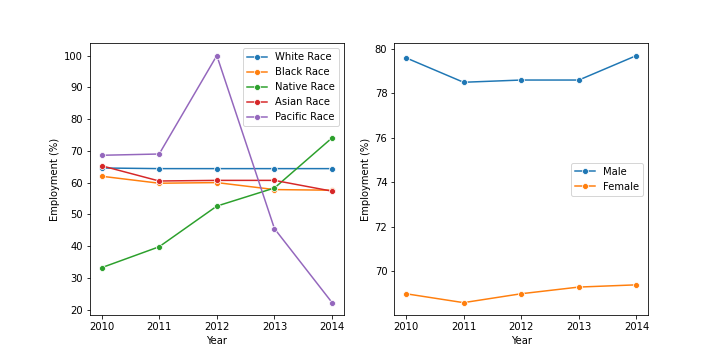 100
90
80
70
60
50
40
30
20
Employment (%)
2010 2011 2012 2013 2014
Year
White Race
Black Race
Native Race
Asian Race
Pacific Race
80
78
76
74
72
70
Employment (%)
2010 2011 2012 2013 2014
Year
Male
Female